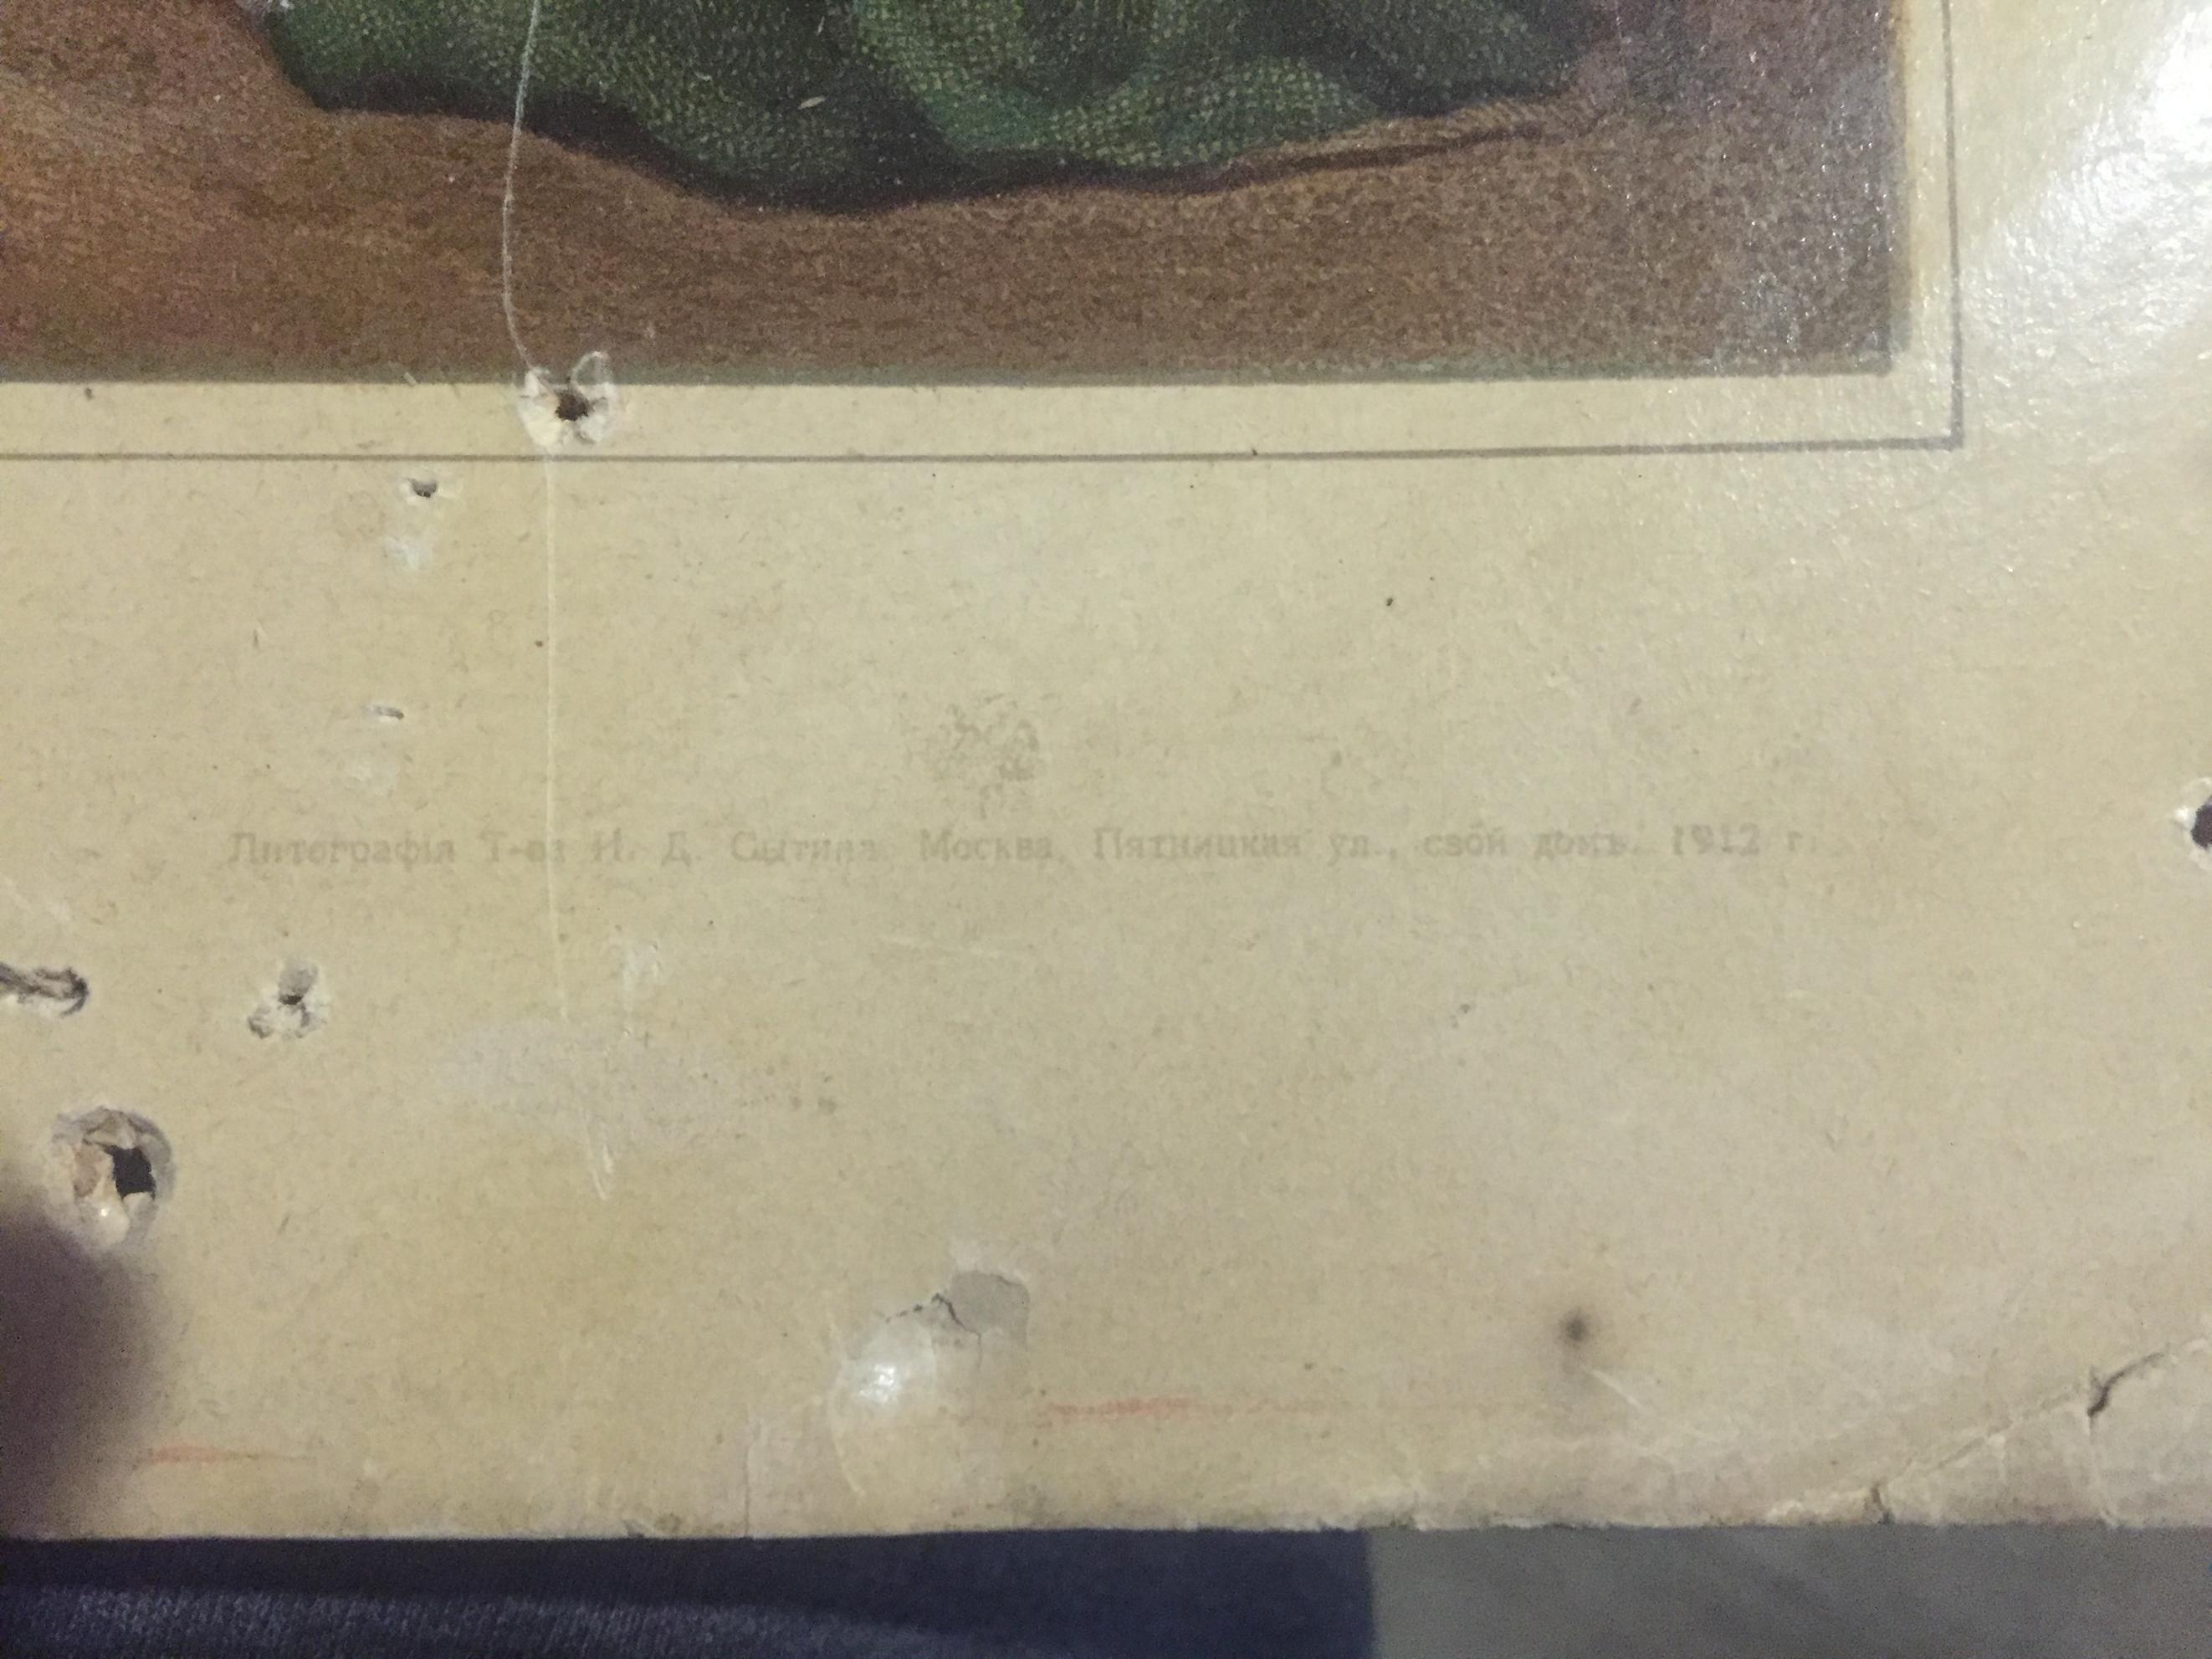 Литографія Т-ва И. Д. Сытина. Москва, Пятницкая ул., свой домъ. 1912 г.